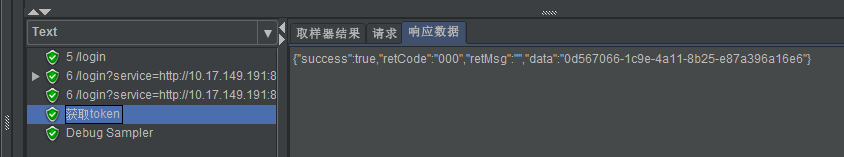 Text
5 /login
6 /login?service=http://10.17.149.191:8
6 /login?service=http://10.17.149.191:8
获取token
Debug Sampler
取样器结果 请求 响应数据
{"success":true,"retCode":"000","retMsg":"","data":"0d567066-1c9e-4a11-8b25-e87a396a16e6"}